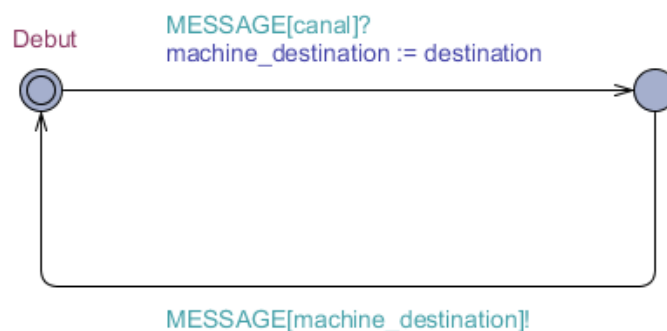 MESSAGE[canal]?
Debut
machine_destination := destination
MESSAGE[machine_destination]!